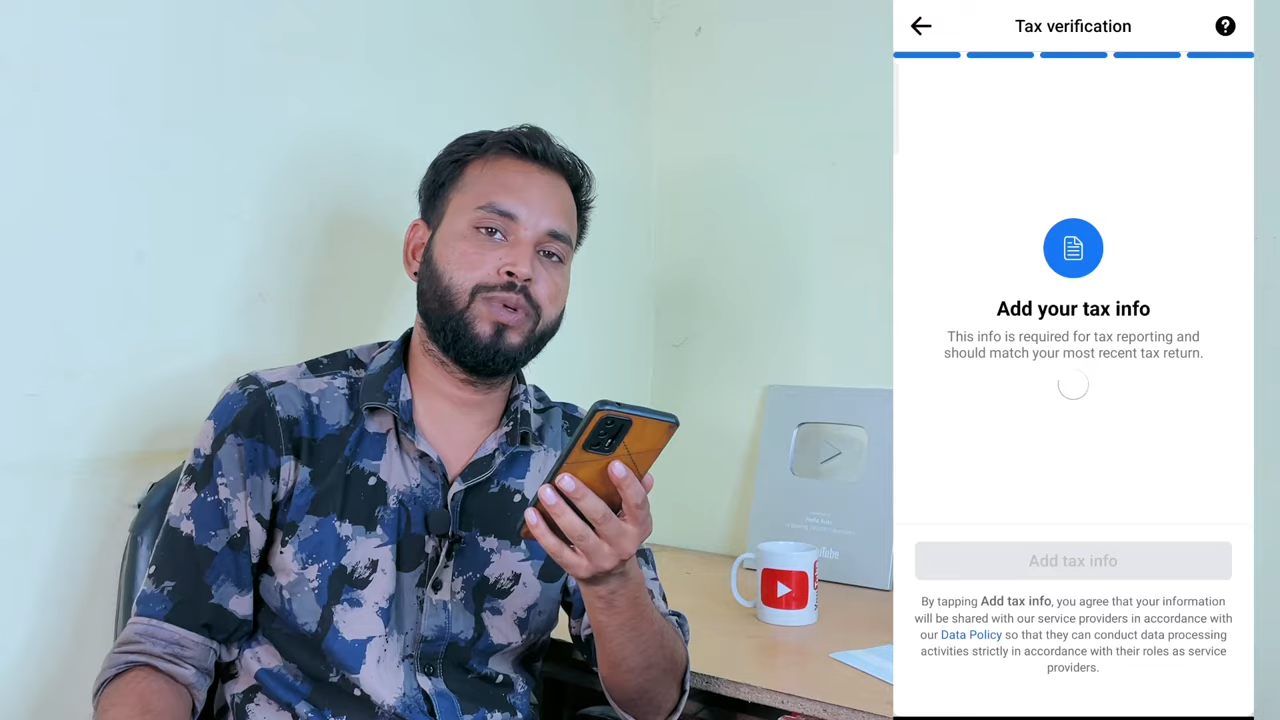 Tax verification
Add your tax info
This info is required for tax reporting and
should match your most recent tax return.
Add tax info
By tapping Add tax info, you agree that your information
will be shared with our service providers in accordance with
our Data Policy so that they can conduct data processing
activities strictly in accordance with their roles as service
providers.